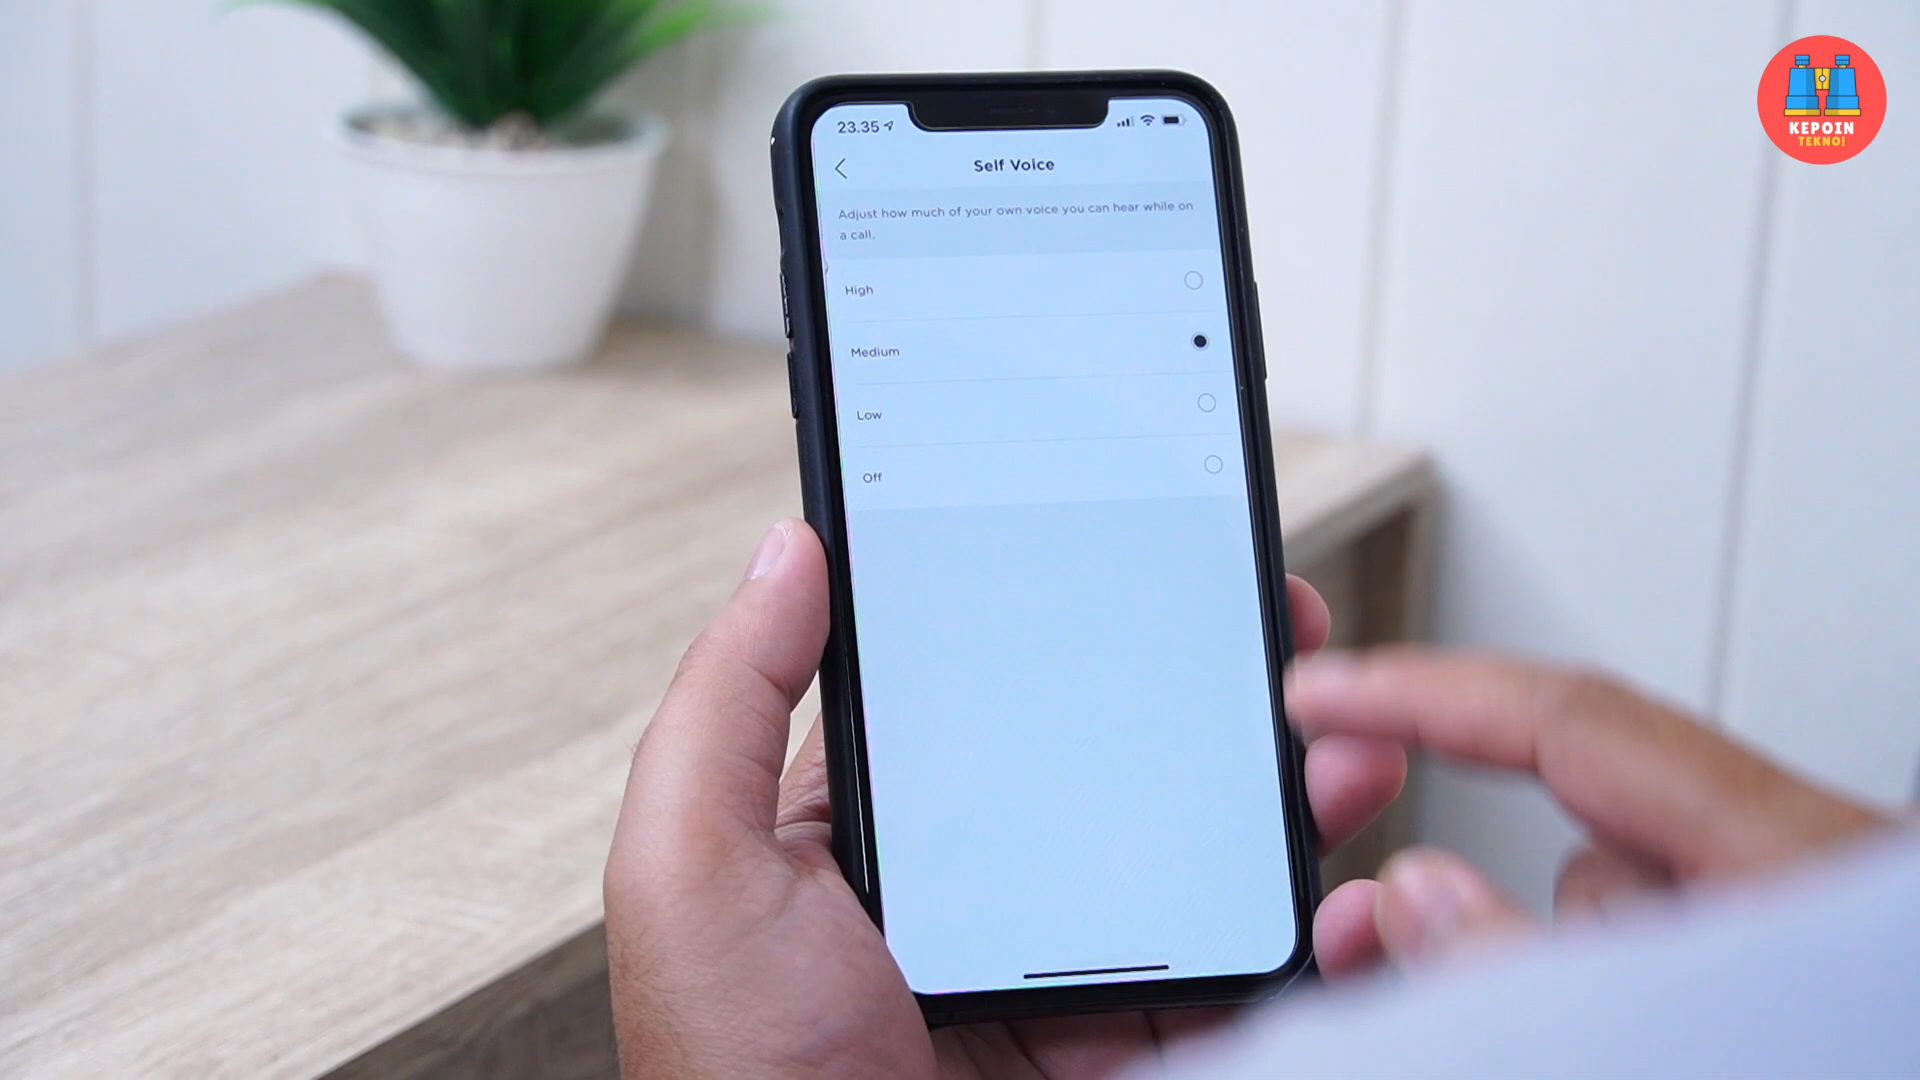 KEPOIN
TEKNO!
23.35
Self Voice
Adjust how much of your own voice you can hear while on
a call.
High
Medium
Low
Off